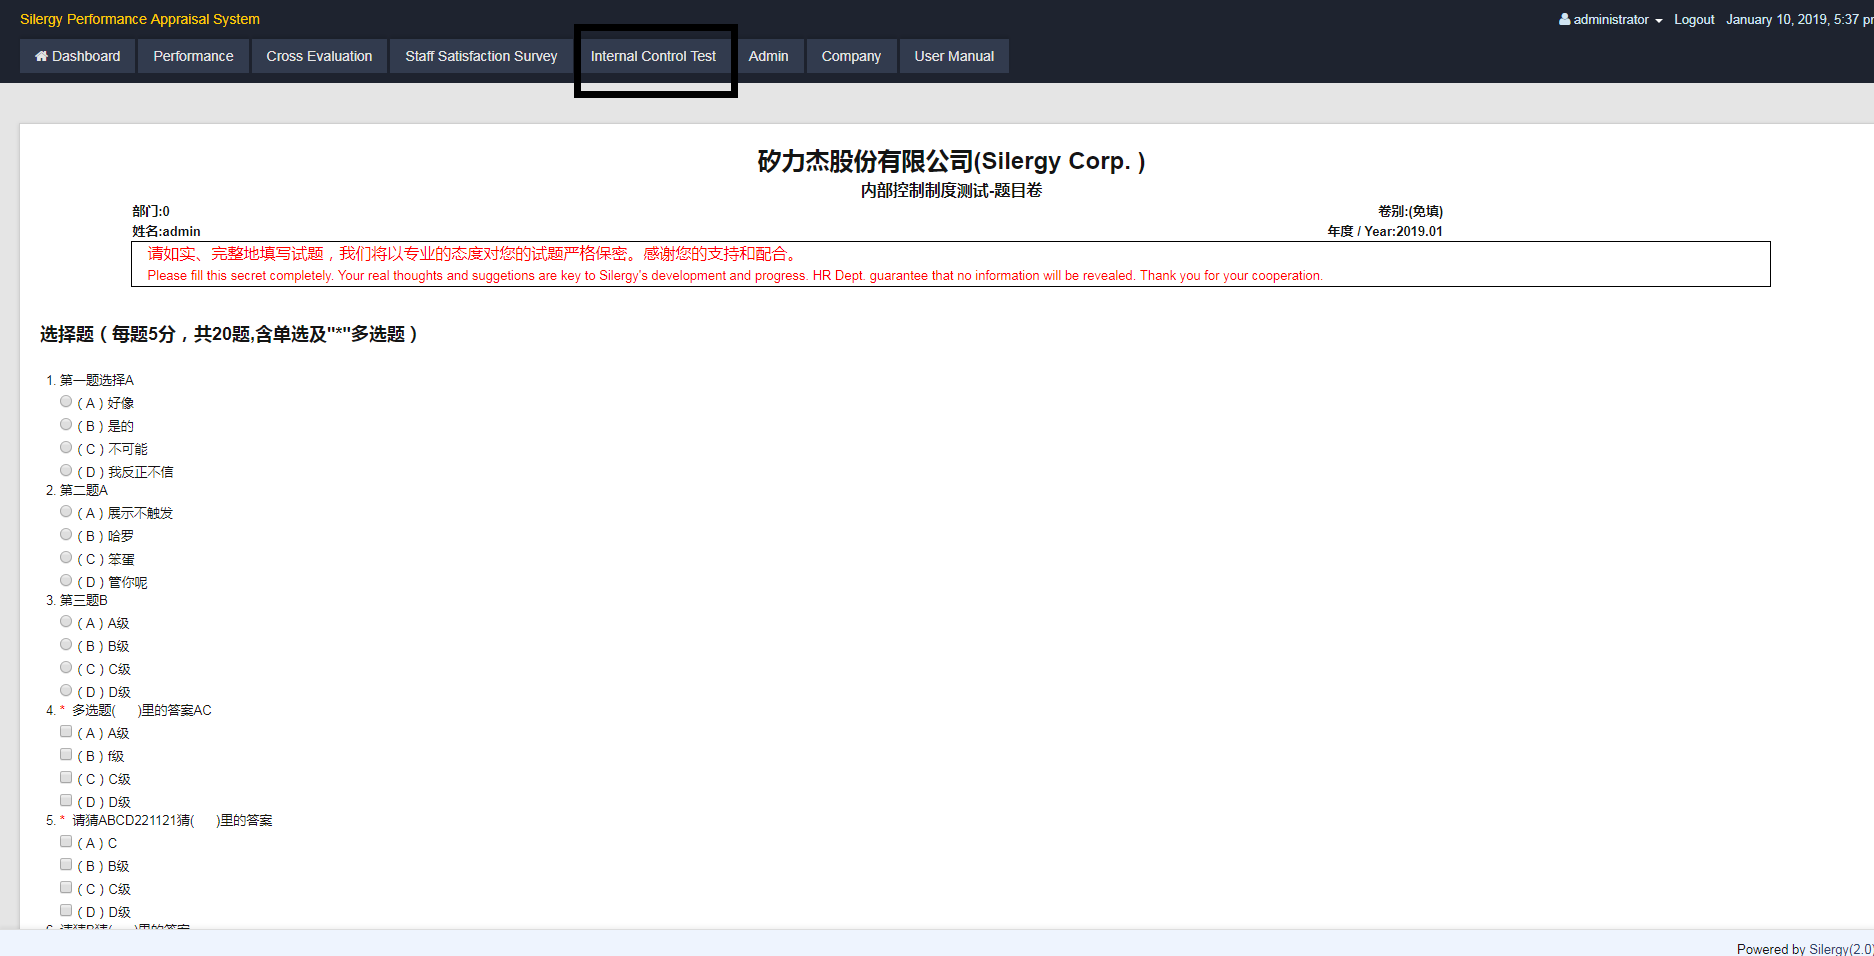 Silergy Performance Appraisal System
administrator Logout January 10, 2019, 5:37
Dashboard Performance Cross Evaluation Staff Satisfaction Survey Internal Control Test Admin Company User Manual
矽力杰股份有限公司(Silergy Corp. )
内部控制制度测试-题目卷
部门:0 卷别:(免填)
姓名:admin 年度 / Year:2019.01
请如实、完整地填写试题，我们将以专业的态度对您的试题严格保密。感谢您的支持和配合。
Please fill this secret completely. Your real thoughts and suggetions are key to Silergy's development and progress. HR Dept. guarantee that no information will be revealed. Thank you for your cooperation.
选择题（每题5分，共20题,含单选及"*"多选题）
1. 第一题选择A
（A）好像
（B）是的
（C）不可能
（D）我反正不信
2. 第二题A
（A）展示不触发
（B）哈罗
（C）笨蛋
（D）管你呢
3. 第三题B
（A）A级
（B）B级
（C）C级
（D）D级
4. * 多选题( )里的答案AC
（A）A级
（B）f级
（C）C级
（D）D级
5. * 请猜ABCD221121猜( )里的答案
（A）C
（B）B级
（C）C级
（D）D级
6. 请猜B猜( )里的答案
Powered by Silergy(2.0)